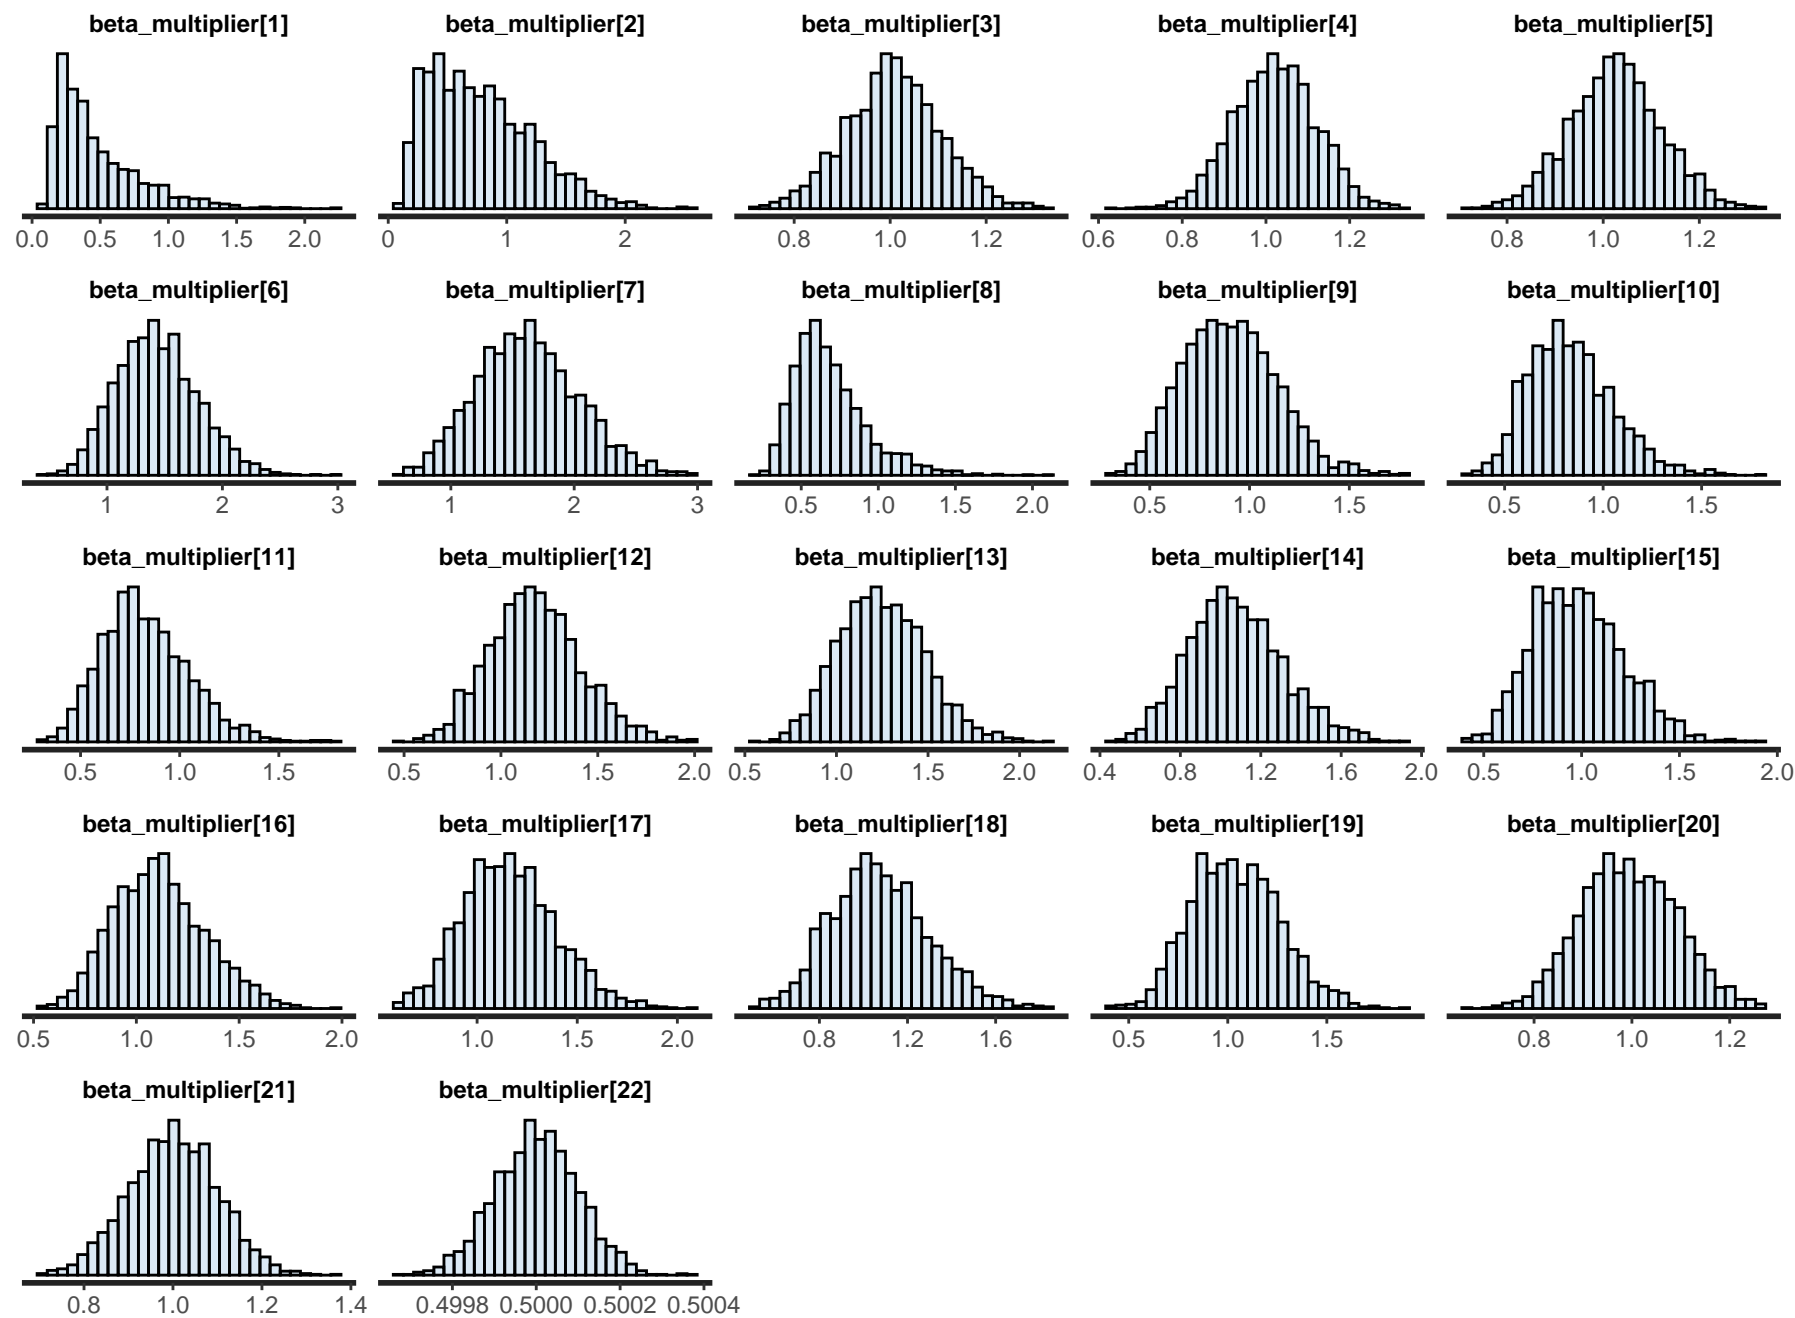 beta_multiplier[1] beta_multiplier[2] beta_multiplier[3] beta_multiplier[4] beta_multiplier[5]
0.0 0.5 1.0 1.5 2.0 0 1 2 0.8 1.0 1.2 0.6 0.8 1.0 1.2 0.8 1.0 1.2
beta_multiplier[6] beta_multiplier[7] beta_multiplier[8] beta_multiplier[9] beta_multiplier[10]
1 2 3 1 2 3 0.5 1.0 1.5 2.0 0.5 1.0 1.5 0.5 1.0 1.5
beta_multiplier[11] beta_multiplier[12] beta_multiplier[13] beta_multiplier[14] beta_multiplier[15]
0.5 1.0 1.5 0.5 1.0 1.5 2.0 0.5 1.0 1.5 2.0 0.4 0.8 1.2 1.6 2.0 0.5 1.0 1.5 2.0
beta_multiplier[16] beta_multiplier[17] beta_multiplier[18] beta_multiplier[19] beta_multiplier[20]
0.5 1.0 1.5 2.0 1.0 1.5 2.0 0.8 1.2 1.6 0.5 1.0 1.5 0.8 1.0 1.2
beta_multiplier[21] beta_multiplier[22]
0.8 1.0 1.2 1.4 0.4998 0.5000 0.5002 0.5004